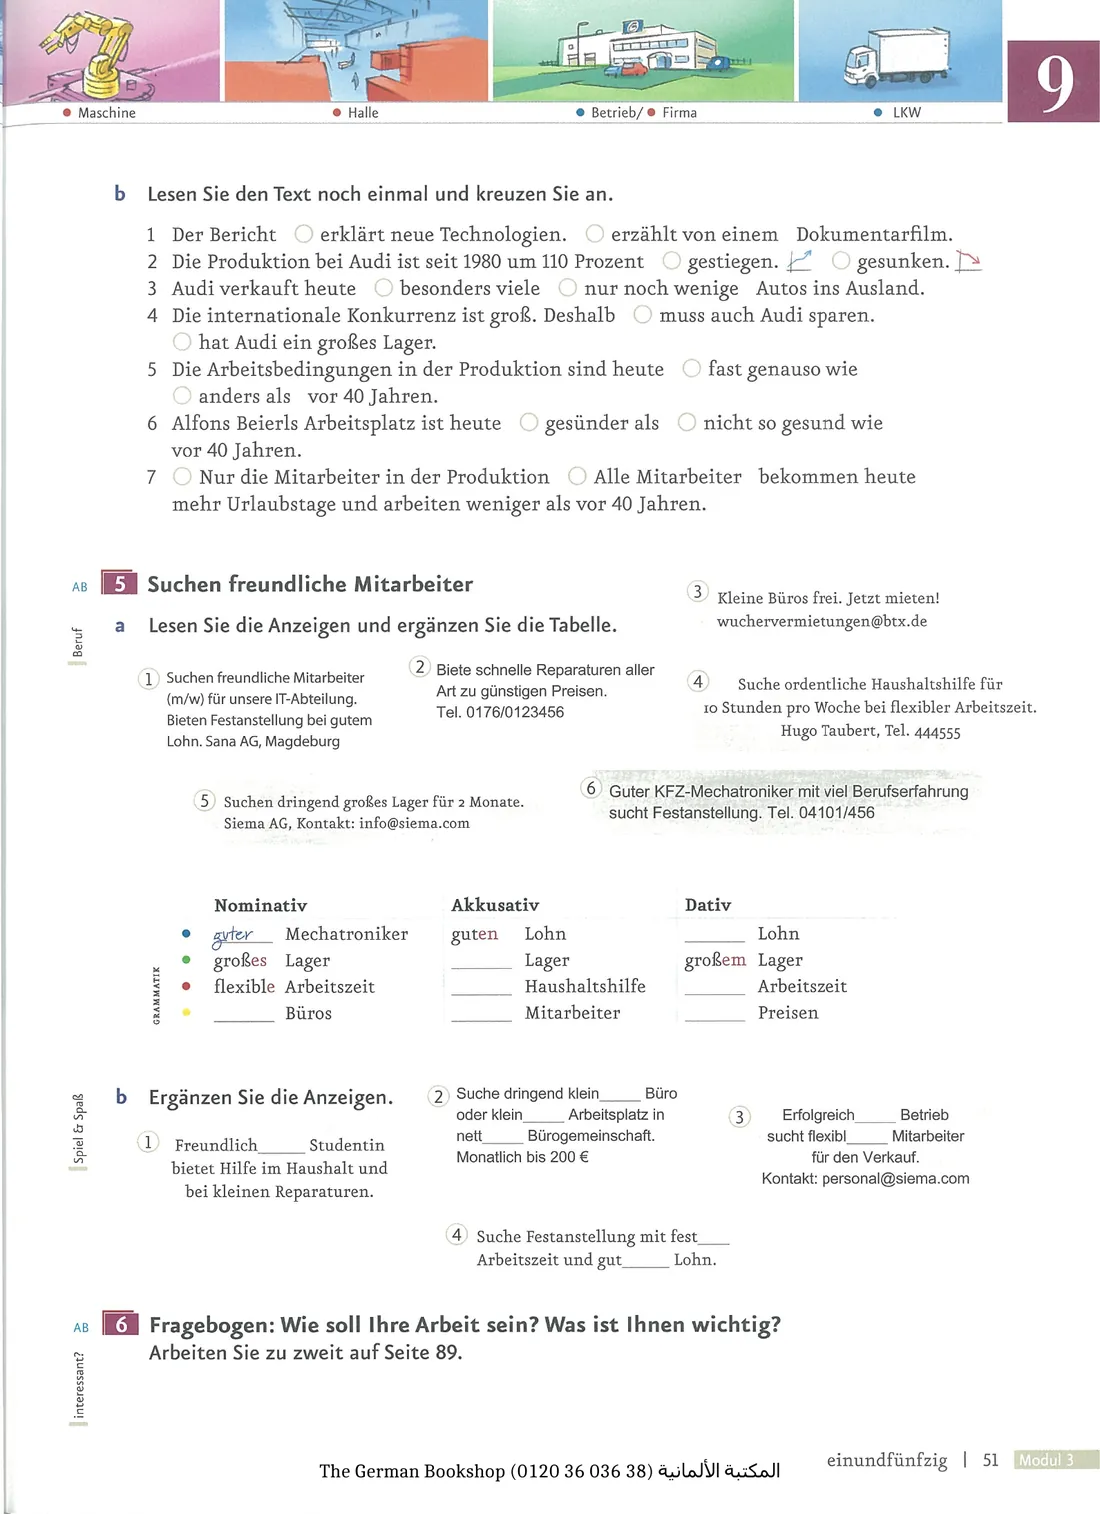 9
• Maschine
• Halle
• Betrieb/ • Firma
• LKW
b Lesen Sie den Text noch einmal und kreuzen Sie an.
1 Der Bericht ○ erklärt neue Technologien. ○ erzählt von einem Dokumentarfilm.
2 Die Produktion bei Audi ist seit 1980 um 110 Prozent ○ gestiegen. ○ gesunken.
3 Audi verkauft heute ○ besonders viele ○ nur noch wenige Autos ins Ausland.
4 Die internationale Konkurrenz ist groß. Deshalb ○ muss auch Audi sparen.
○ hat Audi ein großes Lager.
5 Die Arbeitsbedingungen in der Produktion sind heute ○ fast genauso wie
○ anders als vor 40 Jahren.
6 Alfons Beierls Arbeitsplatz ist heute ○ gesünder als ○ nicht so gesund wie
vor 40 Jahren.
7 ○ Nur die Mitarbeiter in der Produktion ○ Alle Mitarbeiter bekommen heute
mehr Urlaubstage und arbeiten weniger als vor 40 Jahren.
AB 5 Suchen freundliche Mitarbeiter
Beruf
a Lesen Sie die Anzeigen und ergänzen Sie die Tabelle.
1 Suchen freundliche Mitarbeiter
(m/w) für unsere IT-Abteilung.
Bieten Festanstellung bei gutem
Lohn. Sana AG, Magdeburg
2 Biete schnelle Reparaturen aller
Art zu günstigen Preisen.
Tel. 0176/0123456
3 Kleine Büros frei. Jetzt mieten!
wuchervermietungen@btx.de
4 Suche ordentliche Haushaltshilfe für
10 Stunden pro Woche bei flexibler Arbeitszeit.
Hugo Taubert, Tel. 444555
5 Suchen dringend großes Lager für 2 Monate.
Siema AG, Kontakt: info@siema.com
6 Guter KFZ-Mechatroniker mit viel Berufserfahrung
sucht Festanstellung. Tel. 04101/456
GRAMMATIK
Nominativ Akkusativ Dativ
• guter Mechatroniker guten Lohn ______ Lohn
• großes Lager ______ Lager großem Lager
• flexible Arbeitszeit ______ Haushaltshilfe ______ Arbeitszeit
• ______ Büros ______ Mitarbeiter ______ Preisen
Spiel & Spaß
b Ergänzen Sie die Anzeigen.
1 Freundlich_____ Studentin
bietet Hilfe im Haushalt und
bei kleinen Reparaturen.
2 Suche dringend klein_____ Büro
oder klein_____ Arbeitsplatz in
nett_____ Bürogemeinschaft.
Monatlich bis 200 €
3 Erfolgreich_____ Betrieb
sucht flexibl_____ Mitarbeiter
für den Verkauf.
Kontakt: personal@siema.com
4 Suche Festanstellung mit fest____
Arbeitszeit und gut_____ Lohn.
AB 6 Fragebogen: Wie soll Ihre Arbeit sein? Was ist Ihnen wichtig?
interessant?
Arbeiten Sie zu zweit auf Seite 89.
einundfünfzig | 51 Modul 3
The German Bookshop (0120 36 036 38) المكتبة الألمانية